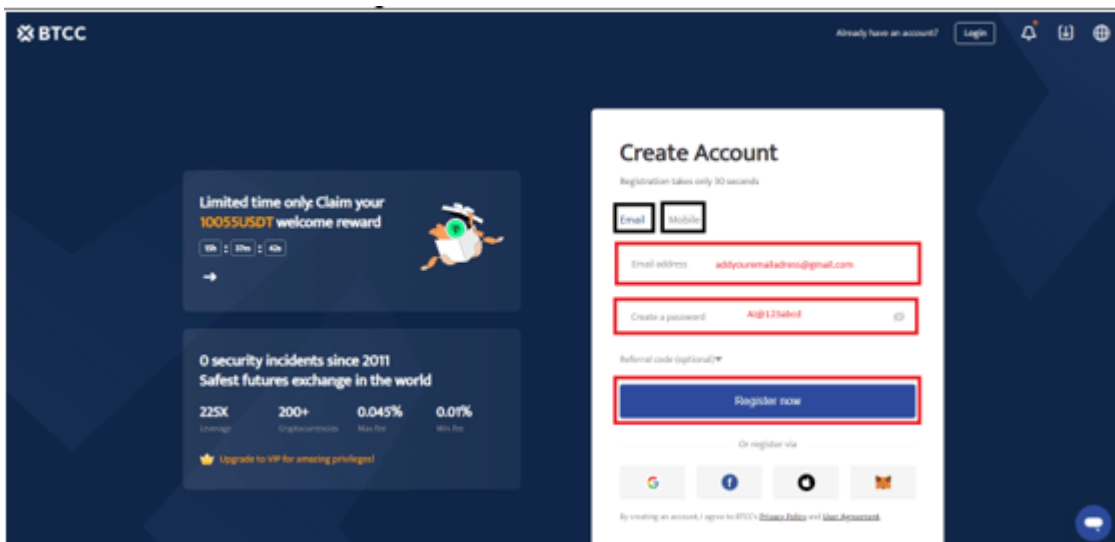 BTCC
Already have an account?
Login
Create Account
Registration takes only 30 seconds
Email
Mobile
Limited time only: Claim your
10055USDT welcome reward
: 37m : 42s
Email address
addyouremailadress@gmail.com
Create a password
0 security incidents since 2011
Safest futures exchange in the world
225X
200+
0.045%
0.01%
Leverage
Cryptocurrencies
Max.fee
Min.fee
Upgrade to VIP for amazing privileges!
Referral code (optional)
Register now
Or register via
By creating an account, I agree to BTCC's Privacy Policy and User Agreement.